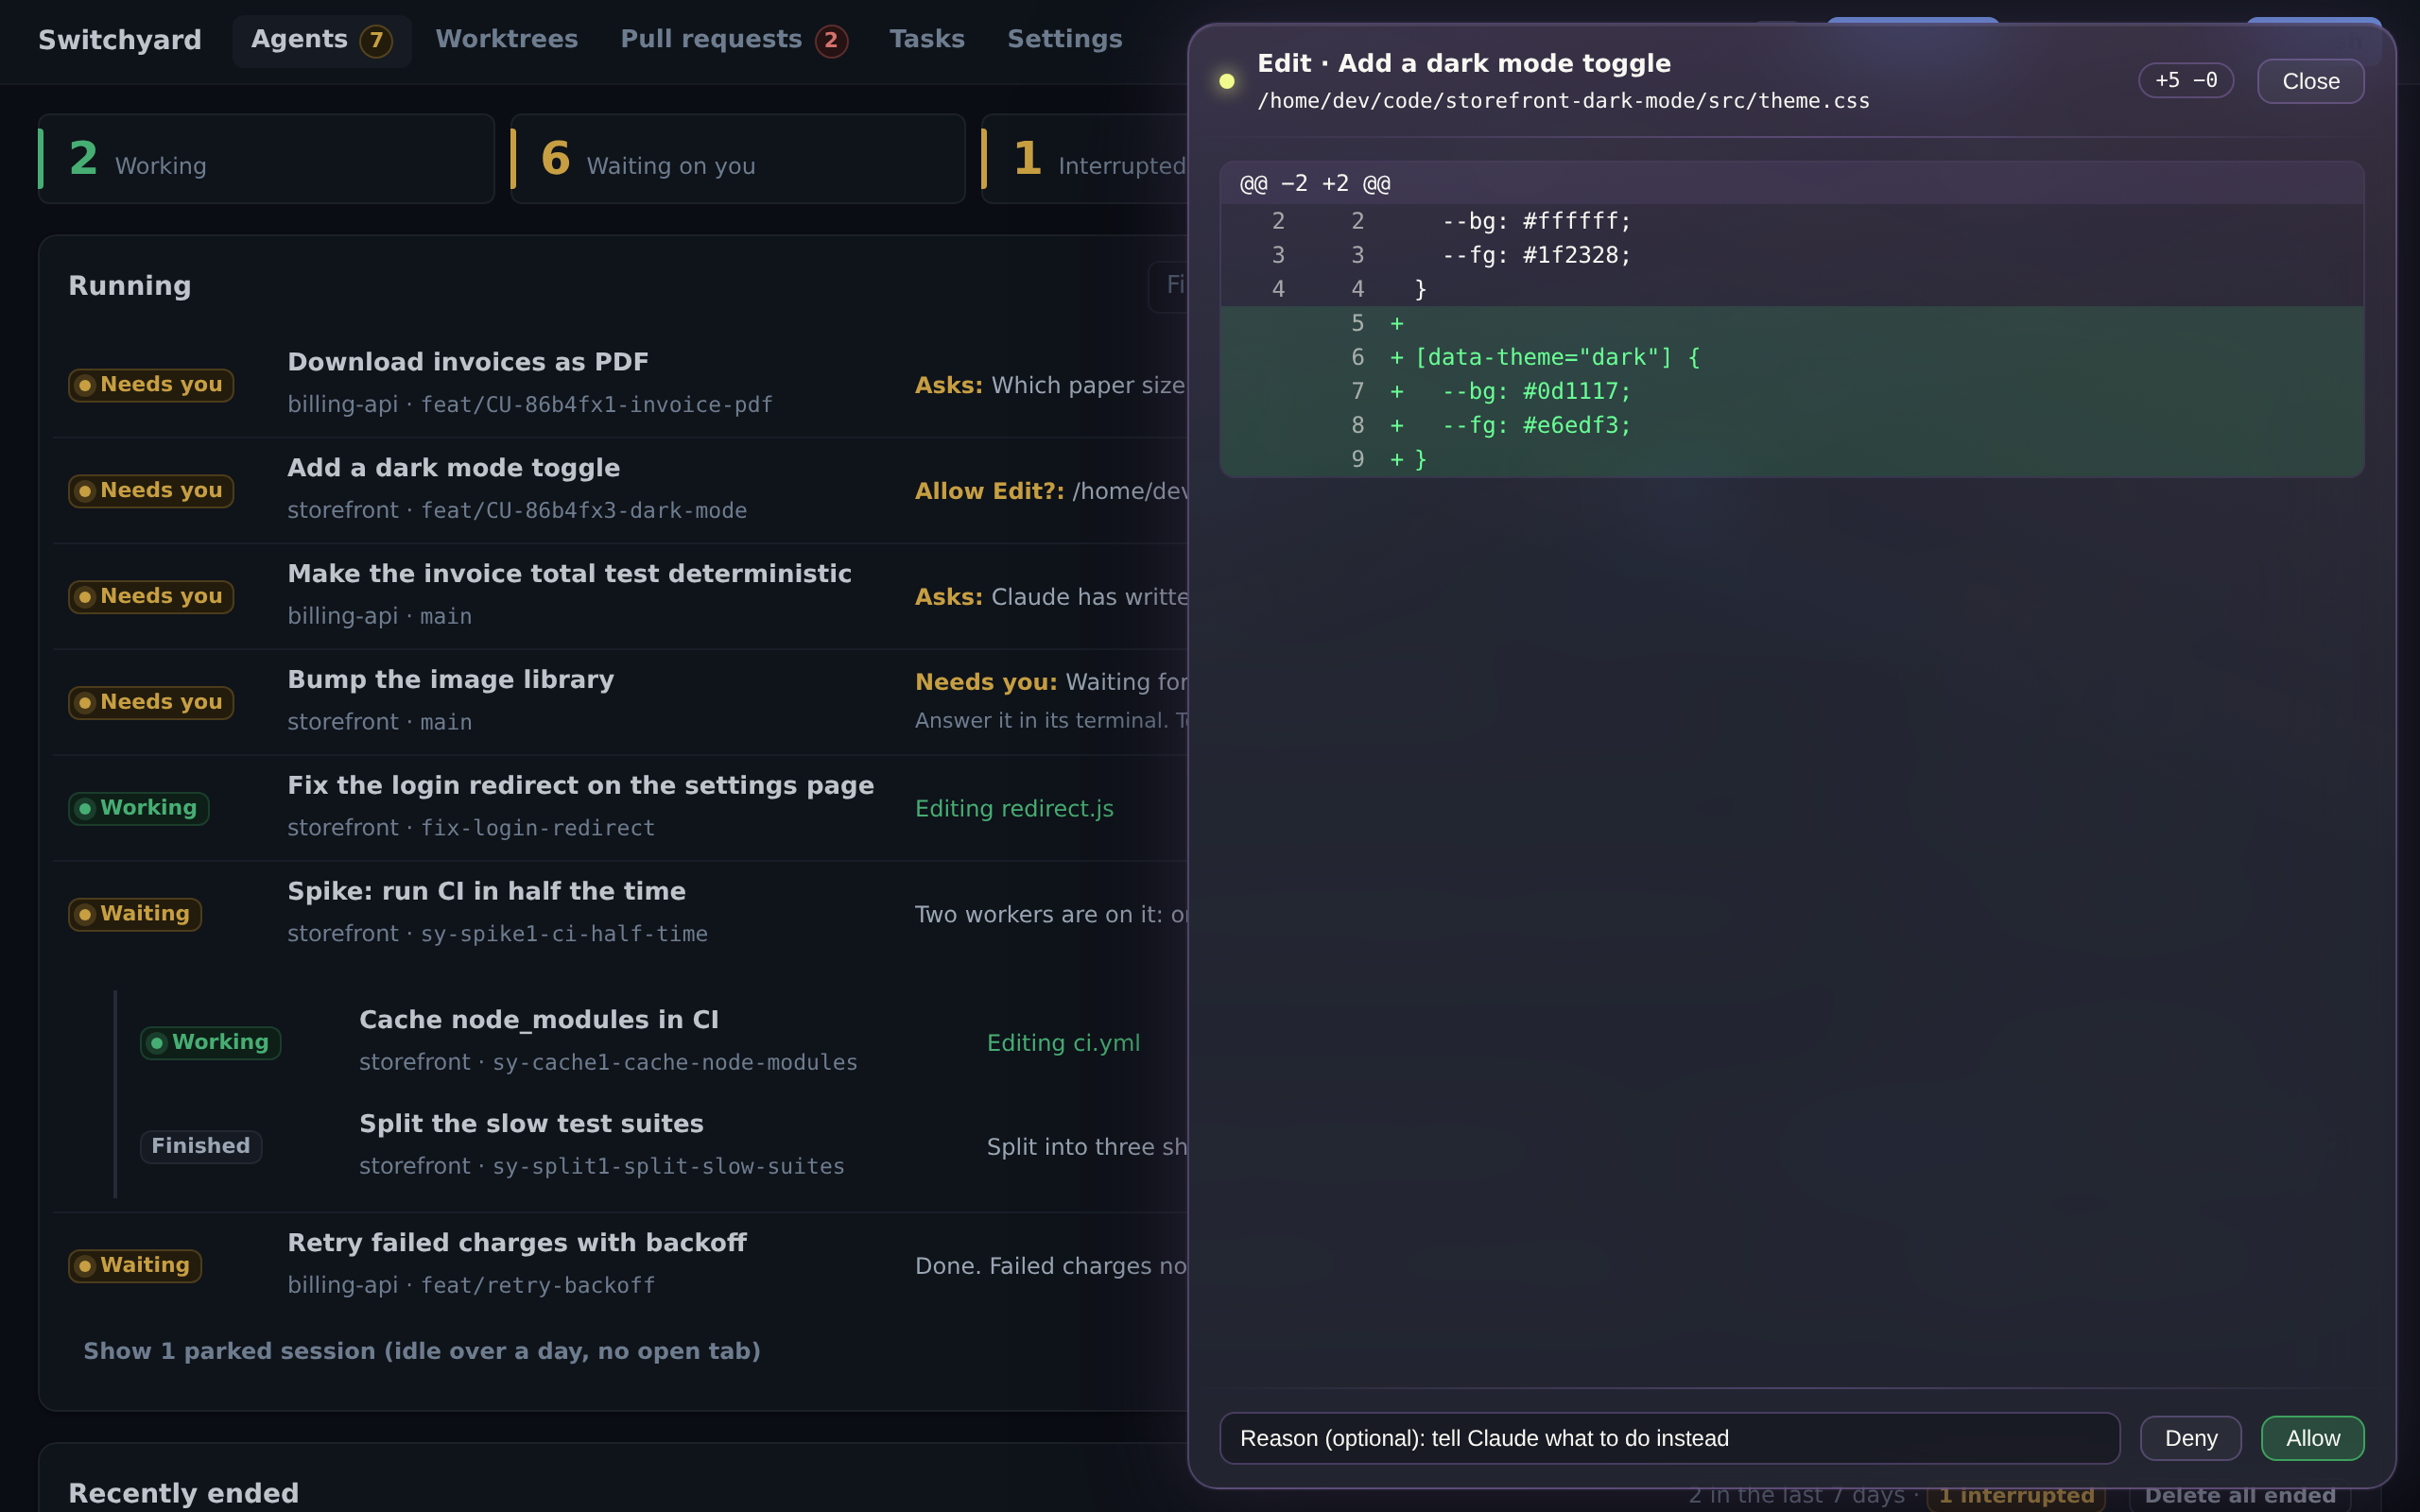 Switchyard Agents 7 Worktrees Pull requests 2 Tasks Settings
2 Working
6 Waiting on you
1 Interrupted
Running
Needs you
Download invoices as PDF
billing-api · feat/CU-86b4fx1-invoice-pdf
Asks: Which paper size
Needs you
Add a dark mode toggle
storefront · feat/CU-86b4fx3-dark-mode
Allow Edit?: /home/dev
Needs you
Make the invoice total test deterministic
billing-api · main
Asks: Claude has writte
Needs you
Bump the image library
storefront · main
Needs you: Waiting for
Answer it in its terminal.
Working
Fix the login redirect on the settings page
storefront · fix-login-redirect
Editing redirect.js
Waiting
Spike: run CI in half the time
storefront · sy-spike1-ci-half-time
Two workers are on it:
Working
Cache node_modules in CI
storefront · sy-cache1-cache-node-modules
Editing ci.yml
Finished
Split the slow test suites
storefront · sy-split1-split-slow-suites
Split into three sh
Waiting
Retry failed charges with backoff
billing-api · feat/retry-backoff
Done. Failed charges no
Show 1 parked session (idle over a day, no open tab)
Recently ended
2 in the last 7 days · 1 interrupted Delete all ended
Edit · Add a dark mode toggle
/home/dev/code/storefront-dark-mode/src/theme.css
+5 −0
Close
@@ −2 +2 @@
2 2 --bg: #ffffff;
3 3 --fg: #1f2328;
4 4 }
5 +
6 + [data-theme="dark"] {
7 + --bg: #0d1117;
8 + --fg: #e6edf3;
9 + }
Reason (optional): tell Claude what to do instead
Deny
Allow